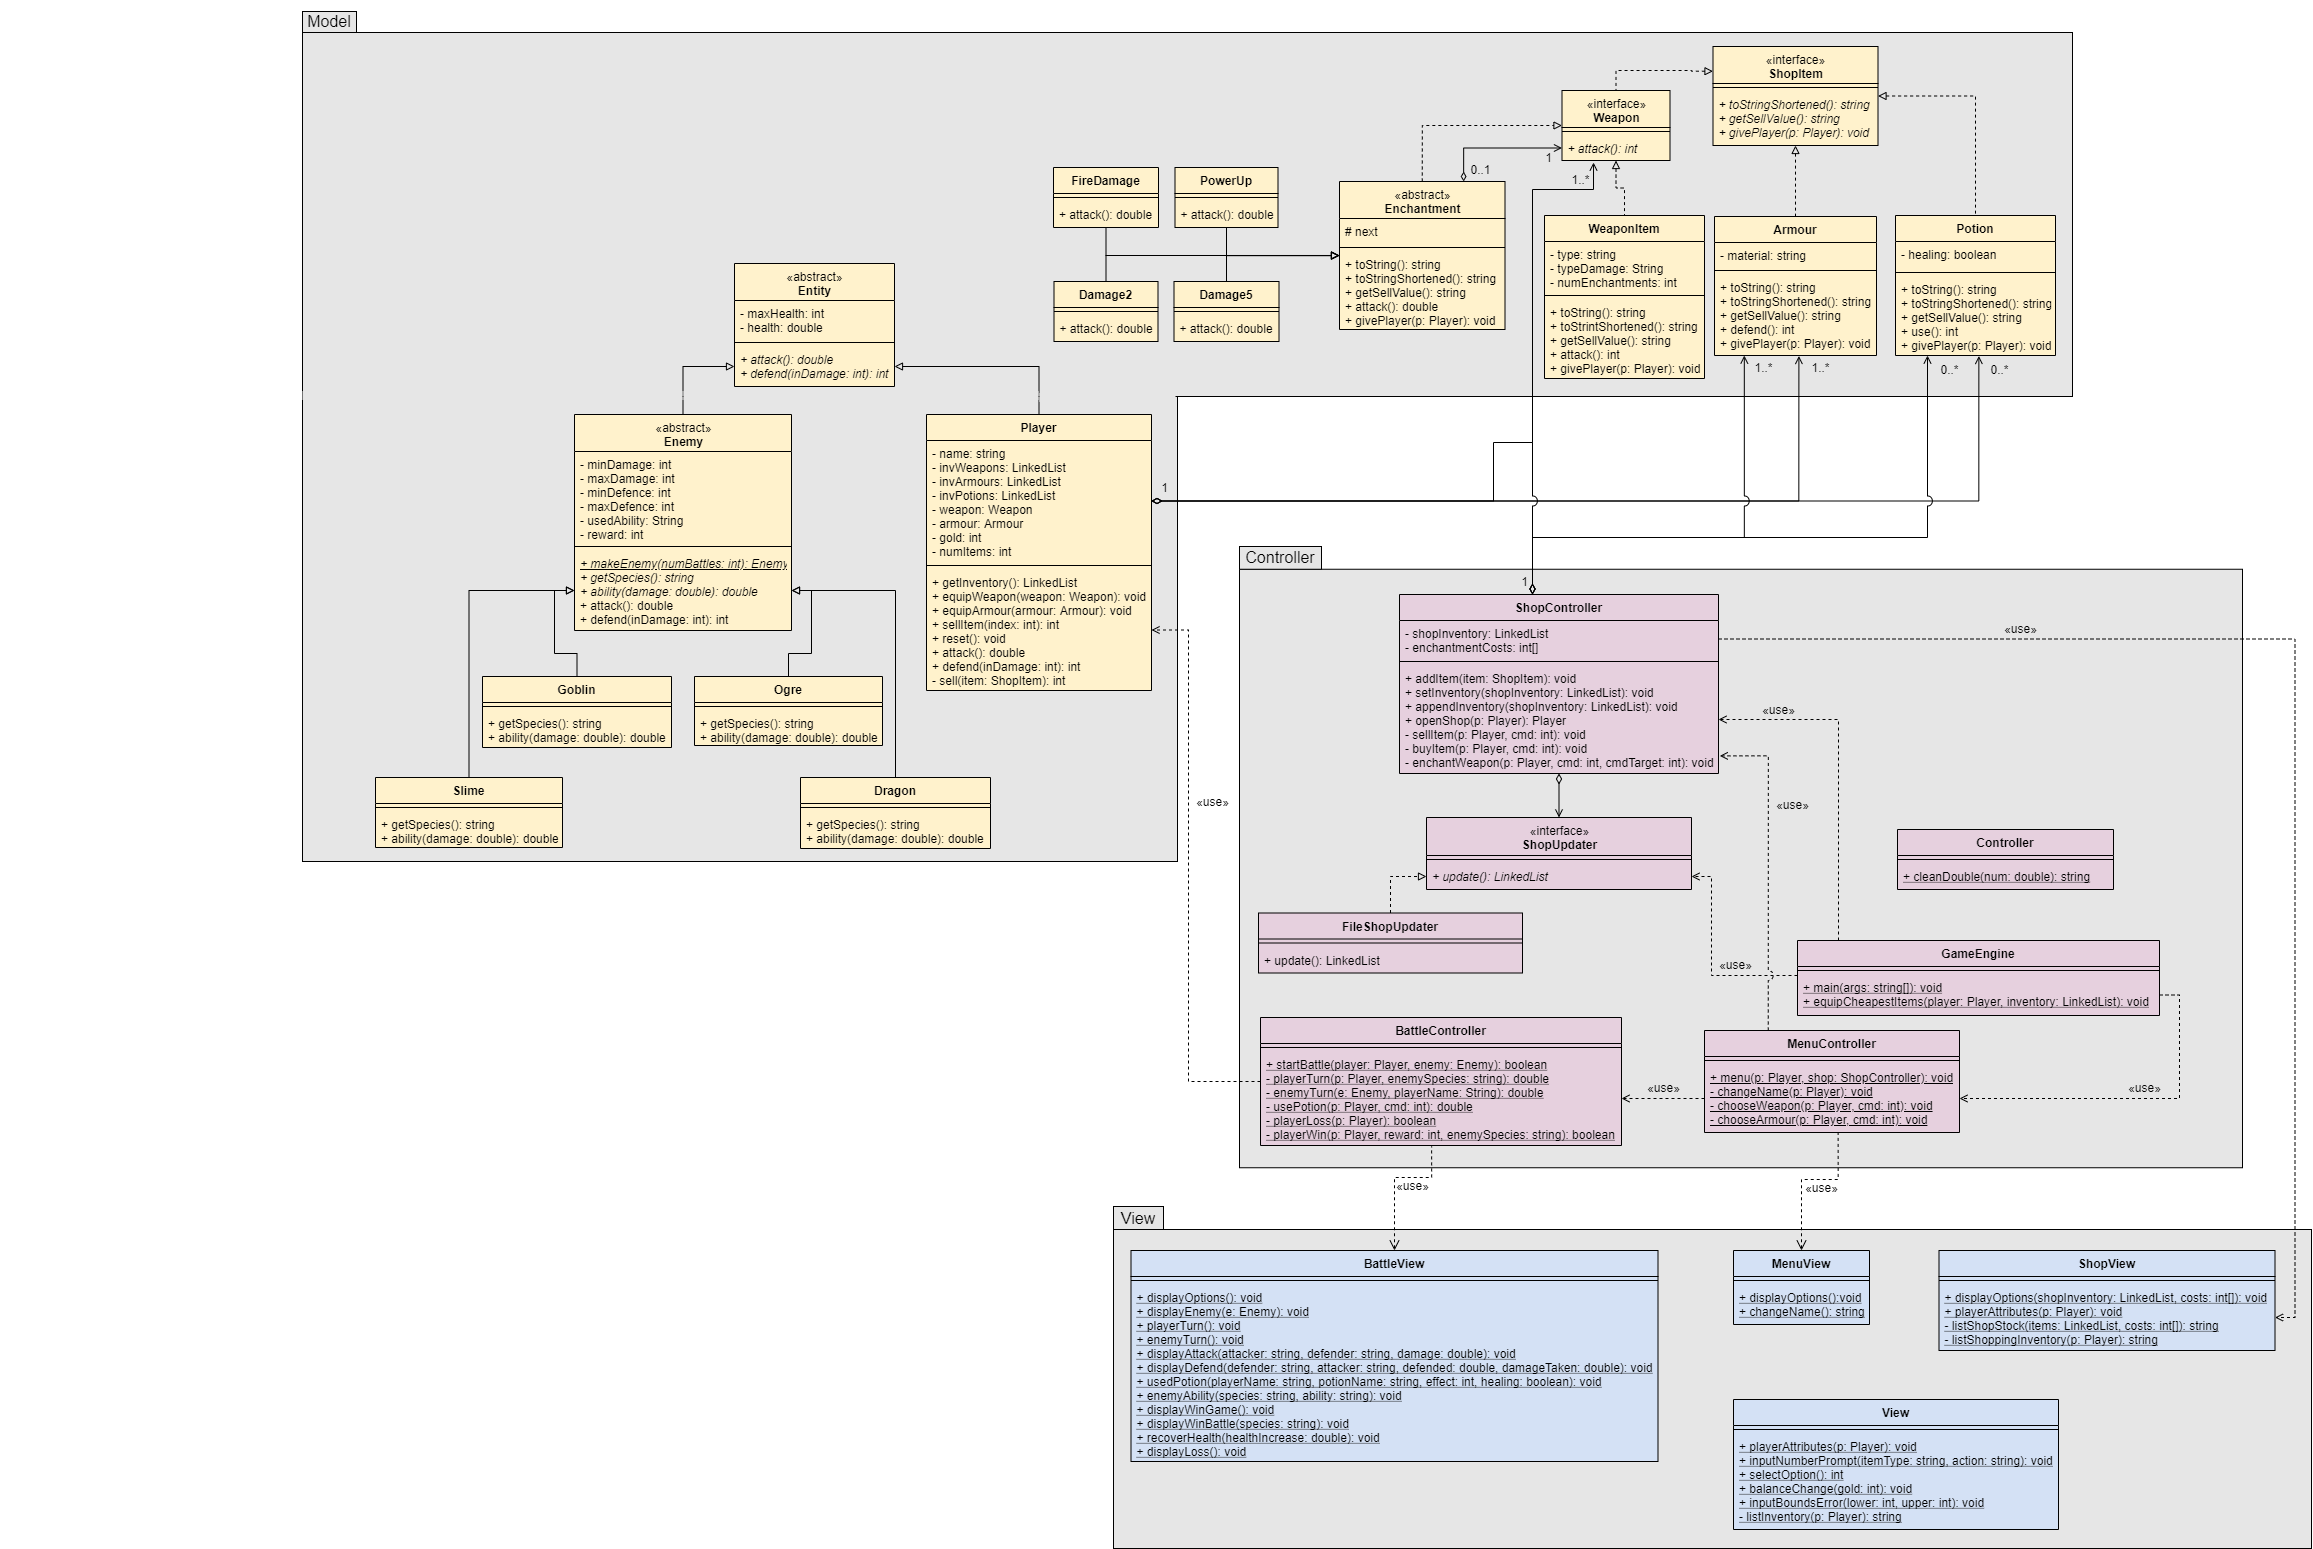 Model
«interface»
ShopItem
+ toStringShortened(): string
+ getSellValue(): string
+ givePlayer(p: Player): void
«interface»
Weapon
+ attack(): int
1
0..1
1..*
FireDamage
+ attack(): double
PowerUp
+ attack(): double
Damage2
+ attack(): double
Damage5
+ attack(): double
«abstract»
Enchantment
# next
+ toString(): string
+ toStringShortened(): string
+ getSellValue(): string
+ attack(): double
+ givePlayer(p: Player): void
WeaponItem
- type: string
- typeDamage: String
- numEnchantments: int
+ toString(): string
+ toStrintShortened(): string
+ getSellValue(): string
+ attack(): int
+ givePlayer(p: Player): void
Armour
- material: string
+ toString(): string
+ toStringShortened(): string
+ getSellValue(): string
+ defend(): int
+ givePlayer(p: Player): void
Potion
- healing: boolean
+ toString(): string
+ toStringShortened(): string
+ getSellValue(): string
+ use(): int
+ givePlayer(p: Player): void
1..*
1..*
0..*
0..*
«abstract»
Entity
- maxHealth: int
- health: double
+ attack(): double
+ defend(inDamage: int): int
«abstract»
Enemy
- minDamage: int
- maxDamage: int
- minDefence: int
- maxDefence: int
- usedAbility: String
- reward: int
+ makeEnemy(numBattles: int): Enemy
+ getSpecies(): string
+ ability(damage: double): double
+ attack(): double
+ defend(inDamage: int): int
Player
- name: string
- invWeapons: LinkedList
- invArmours: LinkedList
- invPotions: LinkedList
- weapon: Weapon
- armour: Armour
- gold: int
- numItems: int
+ getInventory(): LinkedList
+ equipWeapon(weapon: Weapon): void
+ equipArmour(armour: Armour): void
+ sellItem(index: int): int
+ reset(): void
+ attack(): double
+ defend(inDamage: int): int
- sell(item: ShopItem): int
1
Goblin
+ getSpecies(): string
+ ability(damage: double): double
Ogre
+ getSpecies(): string
+ ability(damage: double): double
Slime
+ getSpecies(): string
+ ability(damage: double): double
Dragon
+ getSpecies(): string
+ ability(damage: double): double
«use»
Controller
1
ShopController
- shopInventory: LinkedList
- enchantmentCosts: int[]
+ addItem(item: ShopItem): void
+ setInventory(shopInventory: LinkedList): void
+ appendInventory(shopInventory: LinkedList): void
+ openShop(p: Player): Player
- sellItem(p: Player, cmd: int): void
- buyItem(p: Player, cmd: int): void
- enchantWeapon(p: Player, cmd: int, cmdTarget: int): void
«use»
«use»
«use»
«interface»
ShopUpdater
+ update(): LinkedList
Controller
+ cleanDouble(num: double): string
FileShopUpdater
+ update(): LinkedList
«use»
GameEngine
+ main(args: string[]): void
+ equipCheapestItems(player: Player, inventory: LinkedList): void
BattleController
+ startBattle(player: Player, enemy: Enemy): boolean
- playerTurn(p: Player, enemySpecies: string): double
- enemyTurn(e: Enemy, playerName: String): double
- usePotion(p: Player, cmd: int): double
- playerLoss(p: Player): boolean
- playerWin(p: Player, reward: int, enemySpecies: string): boolean
«use»
MenuController
+ menu(p: Player, shop: ShopController): void
- changeName(p: Player): void
- chooseWeapon(p: Player, cmd: int): void
- chooseArmour(p: Player, cmd: int): void
«use»
«use»
«use»
View
BattleView
+ displayOptions(): void
+ displayEnemy(e: Enemy): void
+ playerTurn(): void
+ enemyTurn(): void
+ displayAttack(attacker: string, defender: string, damage: double): void
+ displayDefend(defender: string, attacker: string, defended: double, damageTaken: double): void
+ usedPotion(playerName: string, potionName: string, effect: int, healing: boolean): void
+ enemyAbility(species: string, ability: string): void
+ displayWinGame(): void
+ displayWinBattle(species: string): void
+ recoverHealth(healthIncrease: double): void
+ displayLoss(): void
MenuView
+ displayOptions():void
+ changeName(): string
ShopView
+ displayOptions(shopInventory: LinkedList, costs: int[]): void
+ playerAttributes(p: Player): void
- listShopStock(items: LinkedList, costs: int[]): string
- listShoppingInventory(p: Player): string
View
+ playerAttributes(p: Player): void
+ inputNumberPrompt(itemType: string, action: string): void
+ selectOption(): int
+ balanceChange(gold: int): void
+ inputBoundsError(lower: int, upper: int): void
- listInventory(p: Player): string